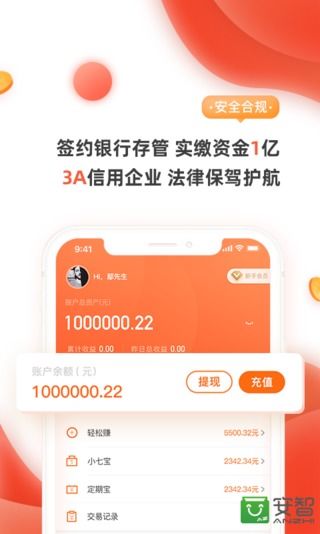 安全合规
签约银行存管 实缴资金1亿
3A信用企业 法律保驾护航
9:41
Hi，鄢先生
新手会员
账户总资产(元)
1000000.22
累计收益 0.00 昨日总收益 0.00
账户余额 ( 元 )
1000000.22
提现
充值
轻松赚 5500.32元
小七宝 2342.34元
定期宝 2342.34元
交易记录
安智
ANZHI